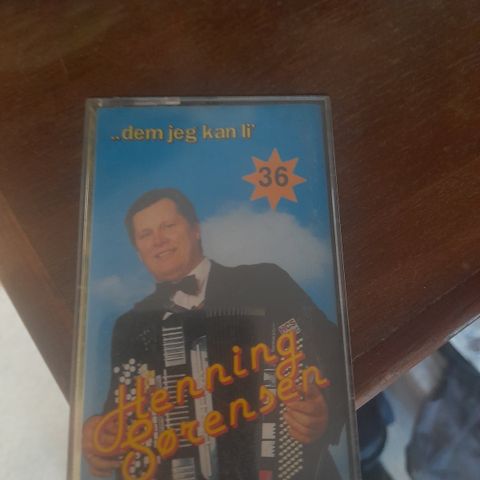 „dem jeg kan li'
36
Henning
Sørensen